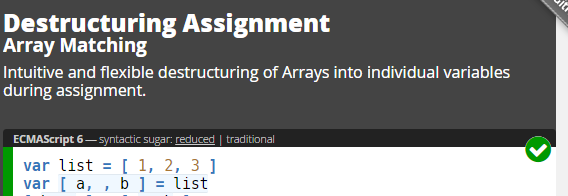 Destructuring Assignment
Array Matching
Intuitive and flexible destructuring of Arrays into individual variables
during assignment.
ECMAScript 6 — syntactic sugar: reduced | traditional
var list = [ 1, 2, 3 ]
var [ a, , b ] = list